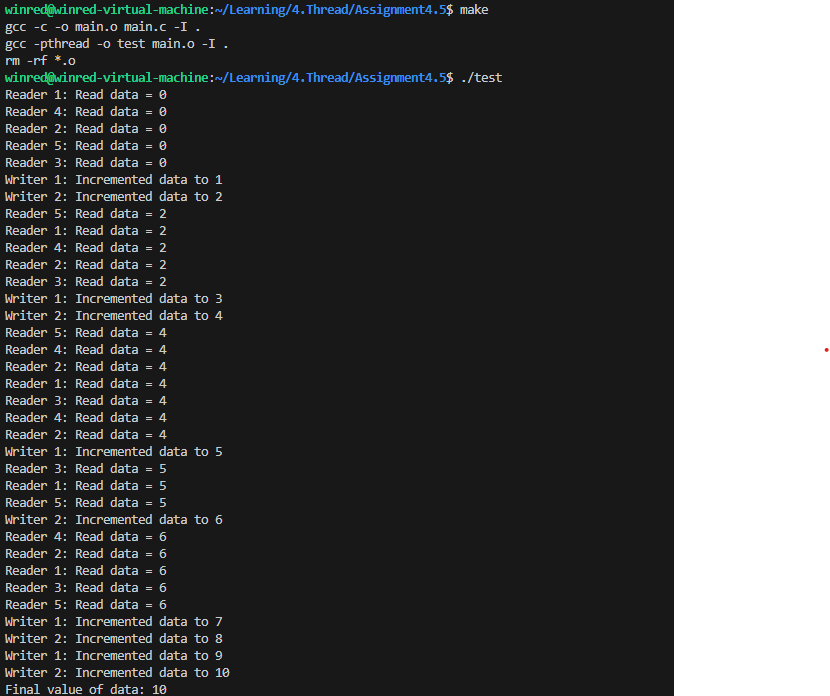 winred@winred-virtual-machine:~/Learning/4.Thread/Assignment4.5$ make
gcc -c -o main.o main.c -I .
gcc -pthread -o test main.o -I .
rm -rf *.o
winred@winred-virtual-machine:~/Learning/4.Thread/Assignment4.5$ ./test
Reader 1: Read data = 0
Reader 4: Read data = 0
Reader 2: Read data = 0
Reader 5: Read data = 0
Reader 3: Read data = 0
Writer 1: Incremented data to 1
Writer 2: Incremented data to 2
Reader 5: Read data = 2
Reader 1: Read data = 2
Reader 4: Read data = 2
Reader 2: Read data = 2
Reader 3: Read data = 2
Writer 1: Incremented data to 3
Writer 2: Incremented data to 4
Reader 5: Read data = 4
Reader 4: Read data = 4
Reader 2: Read data = 4
Reader 1: Read data = 4
Reader 3: Read data = 4
Reader 4: Read data = 4
Reader 2: Read data = 4
Writer 1: Incremented data to 5
Reader 3: Read data = 5
Reader 1: Read data = 5
Reader 5: Read data = 5
Writer 2: Incremented data to 6
Reader 4: Read data = 6
Reader 2: Read data = 6
Reader 1: Read data = 6
Reader 3: Read data = 6
Reader 5: Read data = 6
Writer 1: Incremented data to 7
Writer 2: Incremented data to 8
Writer 1: Incremented data to 9
Writer 2: Incremented data to 10
Final value of data: 10